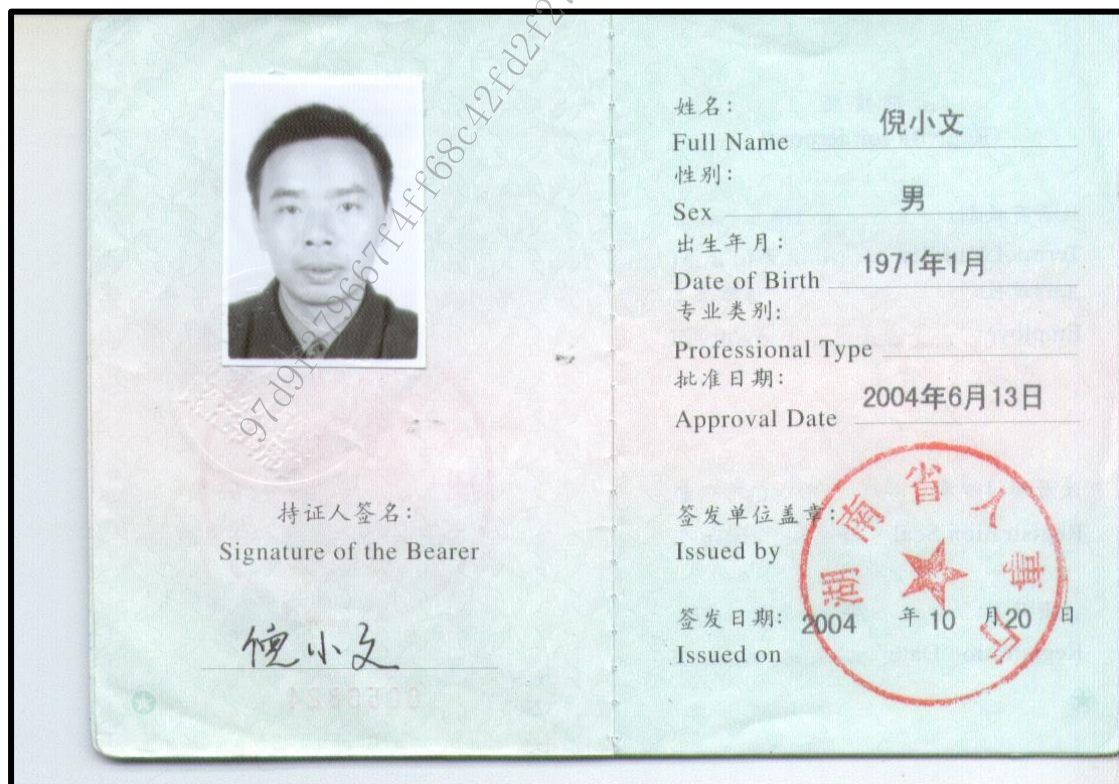 持证人签名:
Signature of the Bearer
倪小文
姓名:
Full Name 倪小文
性别:
Sex 男
出生年月:
Date of Birth 1971年1月
专业类别:
Professional Type
批准日期:
Approval Date 2004年6月13日
签发单位盖章:
Issued by
湖南省人事厅
签发日期: 2004 年 10 月 20 日
Issued on